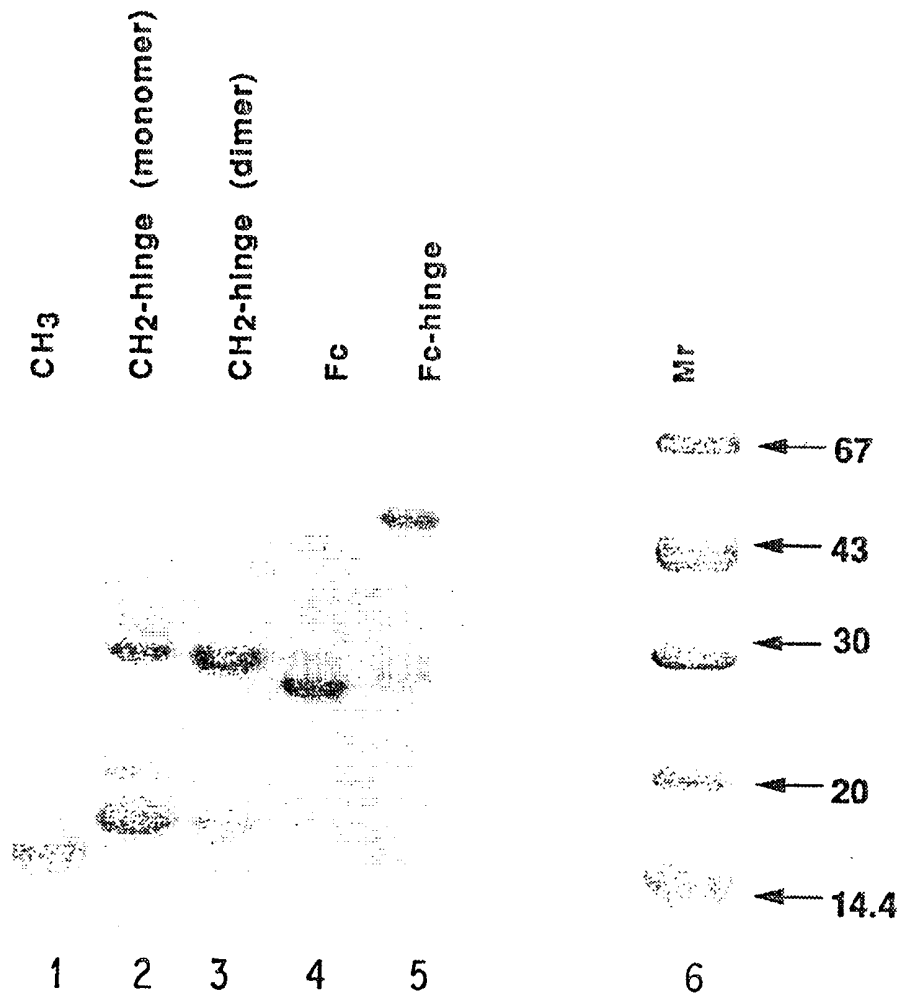 CH3
CH2-hinge (monomer)
CH2-hinge (dimer)
Fc
Fc-hinge
Mr
67
43
30
20
14.4
1 2 3 4 5 6